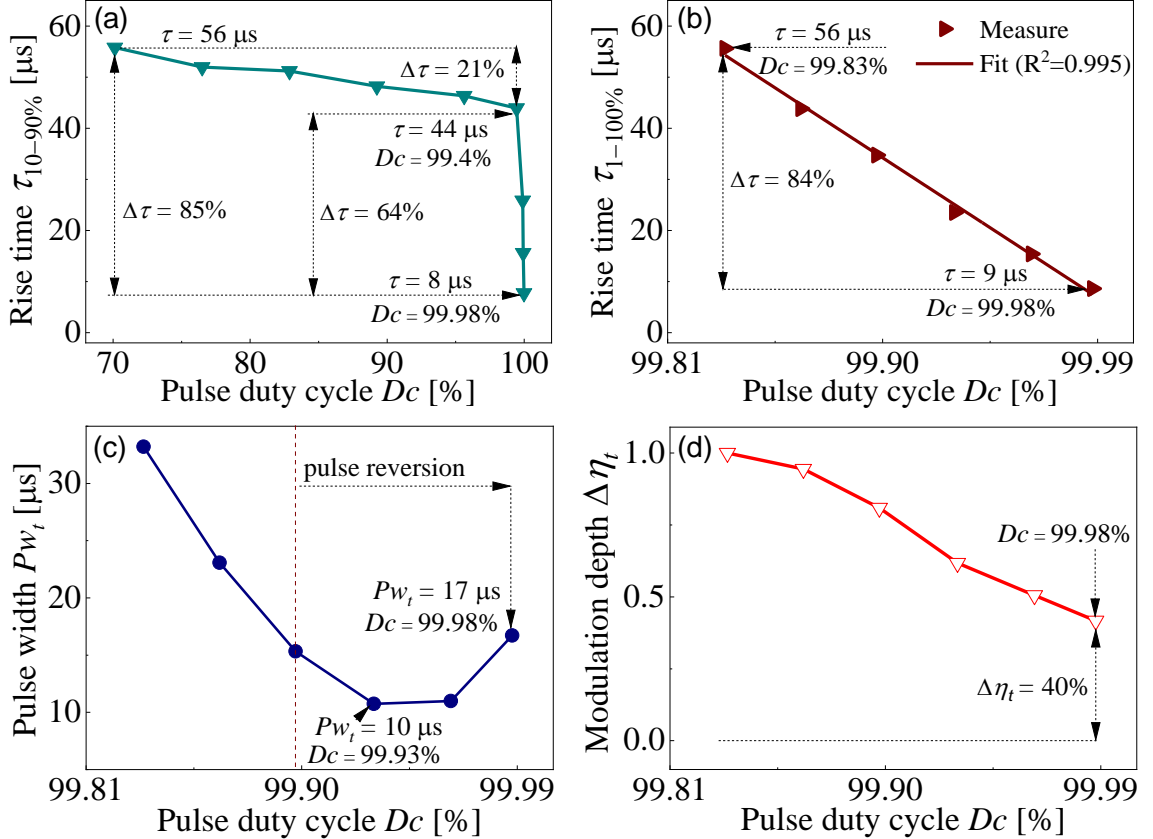 (a)
60
40
20
0
Rise time τ10–90% [μs]
τ = 56 μs
Δτ = 21%
τ = 44 μs
Dc = 99.4%
Δτ = 85%
Δτ = 64%
τ = 8 μs
Dc = 99.98%
70 80 90 100
Pulse duty cycle Dc [%]
(b)
60
40
20
0
Rise time τ1–100% [μs]
τ = 56 μs
Dc = 99.83%
Measure
Fit (R²=0.995)
Δτ = 84%
τ = 9 μs
Dc = 99.98%
99.81 99.90 99.99
Pulse duty cycle Dc [%]
(c)
30
20
10
Pulse width Pwt [μs]
pulse reversion
Pwt = 17 μs
Dc = 99.98%
Pwt = 10 μs
Dc = 99.93%
99.81 99.90 99.99
Pulse duty cycle Dc [%]
(d)
1.0
0.5
0.0
Modulation depth Δηt
Dc = 99.98%
Δηt = 40%
99.81 99.90 99.99
Pulse duty cycle Dc [%]